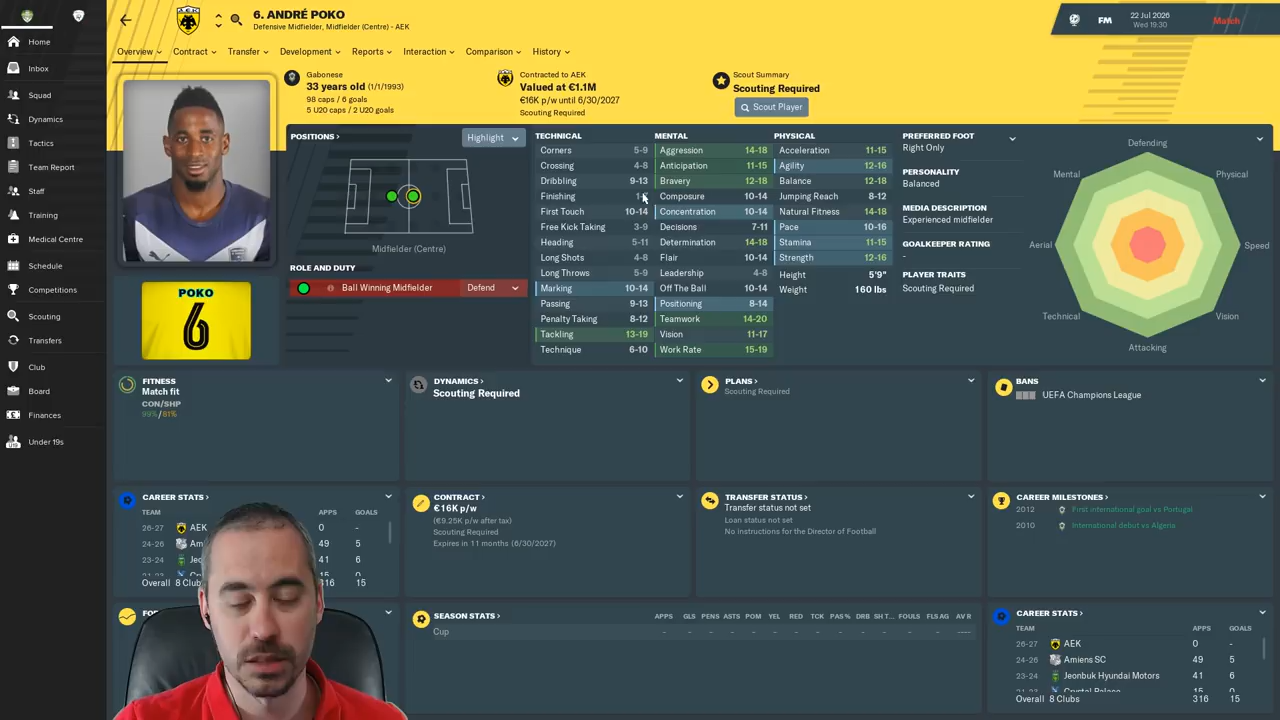 6. ANDRÉ POKO
Defensive Midfielder, Midfielder (Centre) - AEK
FM
22 Jul 2026
Wed 19:30
Match
Home
Inbox
Squad
Dynamics
Tactics
Team Report
Staff
Training
Medical Centre
Schedule
Competitions
Scouting
Transfers
Club
Board
Finances
Under 19s
Overview
Contract
Transfer
Development
Reports
Interaction
Comparison
History
Gabonese
33 years old (1/1/1993)
98 caps / 6 goals
5 U20 caps / 2 U20 goals
Contracted to AEK
Valued at €1.1M
€16K p/w until 6/30/2027
Scouting Required
Scout Summary
Scouting Required
Scout Player
POSITIONS
Highlight
Midfielder (Centre)
ROLE AND DUTY
Ball Winning Midfielder Defend
POKO
6
TECHNICAL
Corners 5-9
Crossing 4-8
Dribbling 9-13
Finishing
First Touch 10-14
Free Kick Taking 3-9
Heading 5-11
Long Shots 4-8
Long Throws 5-9
Marking 10-14
Passing 9-13
Penalty Taking 8-12
Tackling 13-19
Technique 6-10
MENTAL
Aggression 14-18
Anticipation 11-15
Bravery 12-18
Composure 10-14
Concentration 10-14
Decisions 7-11
Determination 14-18
Flair 10-14
Leadership 4-8
Off The Ball 10-14
Positioning 8-14
Teamwork 14-20
Vision 11-17
Work Rate 15-19
PHYSICAL
Acceleration 11-15
Agility 12-16
Balance 12-18
Jumping Reach 8-12
Natural Fitness 14-18
Pace 10-16
Stamina 11-15
Strength 12-16
Height 5'9"
Weight 160 lbs
PREFERRED FOOT
Right Only
PERSONALITY
Balanced
MEDIA DESCRIPTION
Experienced midfielder
GOALKEEPER RATING
-
PLAYER TRAITS
Scouting Required
Defending
Physical
Speed
Vision
Attacking
Technical
Aerial
Mental
FITNESS
Match fit
CON/SHP
99%/81%
DYNAMICS
Scouting Required
PLANS
Scouting Required
BANS
UEFA Champions League
CAREER STATS
TEAM APPS GOALS
26-27 AEK 0 -
24-26 49 5
23-24 41 6
Overall 8 Clubs 316 15
CONTRACT
€16K p/w
(€9.25K p/w after tax)
Scouting Required
Expires in 11 months (6/30/2027)
TRANSFER STATUS
Transfer status not set
Loan status not set
No instructions for the Director of Football
CAREER MILESTONES
2012 First international goal vs Portugal
2010 International debut vs Algeria
SEASON STATS
APPS GLS PENS ASTS POM YEL RED TCK PAS% DRB SH T... FOULS FLS AG AV R
Cup - - - - - - - - - - - - - ----
CAREER STATS
TEAM APPS GOALS
26-27 AEK 0 -
24-26 Amiens SC 49 5
23-24 Jeonbuk Hyundai Motors 41 6
Overall 8 Clubs 316 15